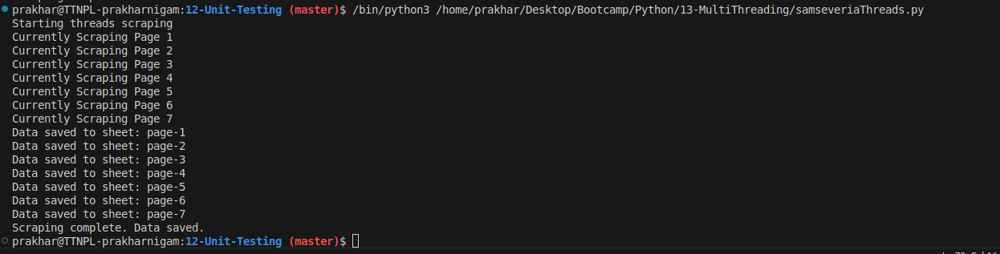 prakhar@TTNPL-prakharnigam:12-Unit-Testing (master)$ /bin/python3 /home/prakhar/Desktop/Bootcamp/Python/13-MultiThreading/samseveriaThreads.py
Starting threads scraping
Currently Scraping Page 1
Currently Scraping Page 2
Currently Scraping Page 3
Currently Scraping Page 4
Currently Scraping Page 5
Currently Scraping Page 6
Currently Scraping Page 7
Data saved to sheet: page-1
Data saved to sheet: page-2
Data saved to sheet: page-3
Data saved to sheet: page-4
Data saved to sheet: page-5
Data saved to sheet: page-6
Data saved to sheet: page-7
Scraping complete. Data saved.
prakhar@TTNPL-prakharnigam:12-Unit-Testing (master)$